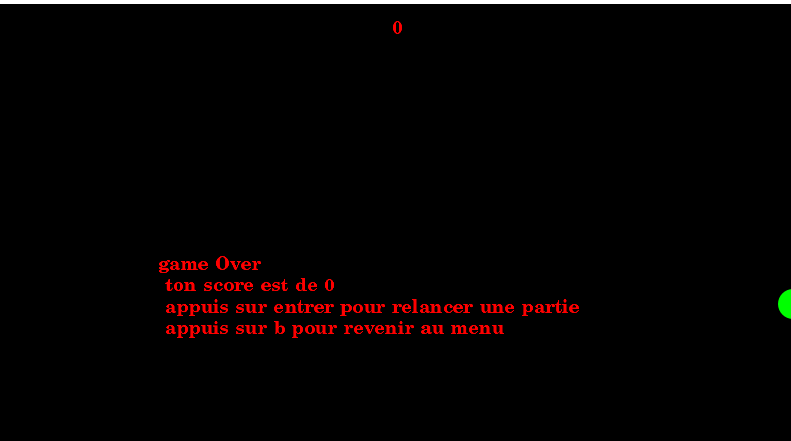 0
game Over
ton score est de 0
appuis sur entrer pour relancer une partie
appuis sur b pour revenir au menu